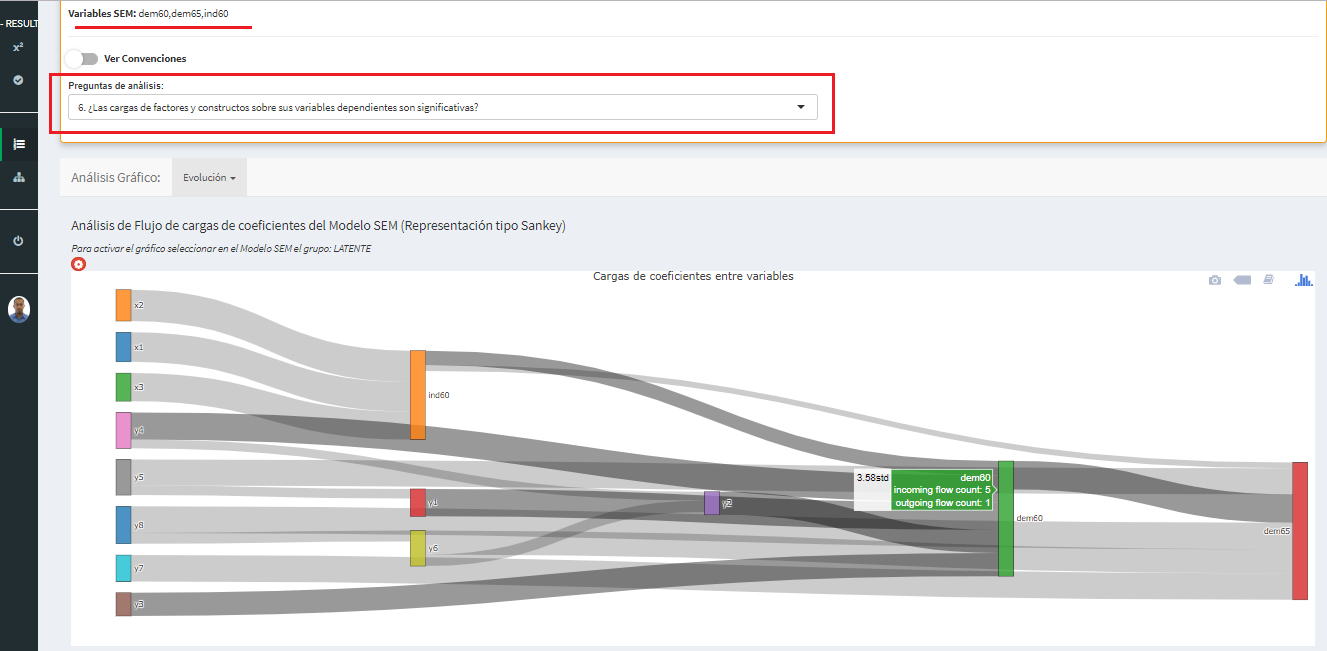 Variables SEM: dem60,dem65,ind60
- RESULT
x²
Ver Convenciones
Preguntas de análisis:
6. ¿Las cargas de factores y constructos sobre sus variables dependientes son significativas?
Análisis Gráfico:
Evolución
Análisis de Flujo de cargas de coeficientes del Modelo SEM (Representación tipo Sankey)
Para activar el gráfico seleccionar en el Modelo SEM el grupo: LATENTE
Cargas de coeficientes entre variables
x2
x1
x3
ind60
y4
y5
3.58std
dem60
incoming flow count: 5
outgoing flow count: 1
y1
y2
y8
dem60
dem65
y6
y7
y3